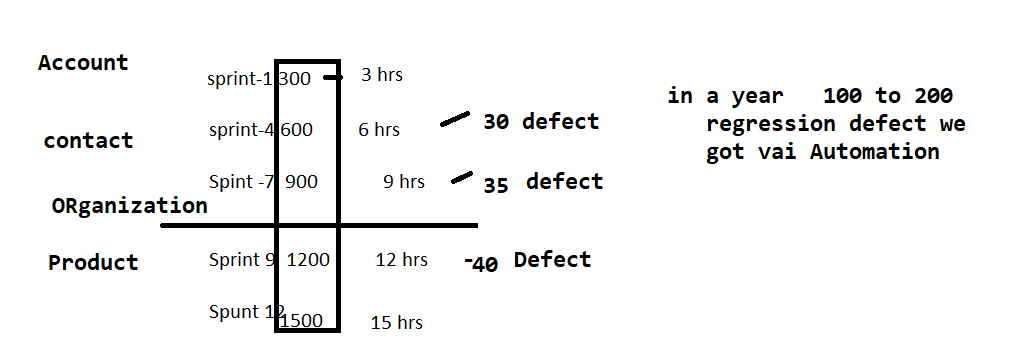 Account
sprint-1 300 3 hrs
contact
sprint-4 600 6 hrs 30 defect
Spint -7 900 9 hrs 35 defect
ORganization
Product
Sprint 9 1200 12 hrs -40 Defect
Spunt 12 1500 15 hrs
in a year 100 to 200
regression defect we
got vai Automation